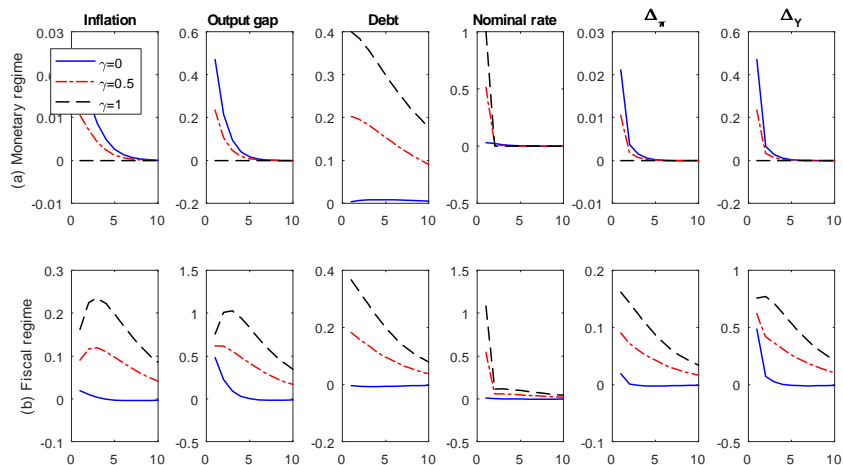 Inflation Output gap Debt Nominal rate Δπ ΔY
0.03 0.6 0.4 1 0.03 0.6
γ=0
γ=0.5
γ=1
0.4 0.3 0.02 0.4
0.5
0.01 0.2 0.2 0.01 0.2
0
0 0 0.1 0 0
-0.01 -0.2 0 -0.5 -0.01 -0.2
0 5 10 0 5 10 0 5 10 0 5 10 0 5 10 0 5 10
(a) Monetary regime
0.3 1.5 0.4 1.5 0.2 1
0.2 1 1
0.2 0.1 0.5
0.1 0.5 0.5
0 0 0
0 0 0
-0.1 -0.5 -0.2 -0.5 -0.1 -0.5
0 5 10 0 5 10 0 5 10 0 5 10 0 5 10 0 5 10
(b) Fiscal regime